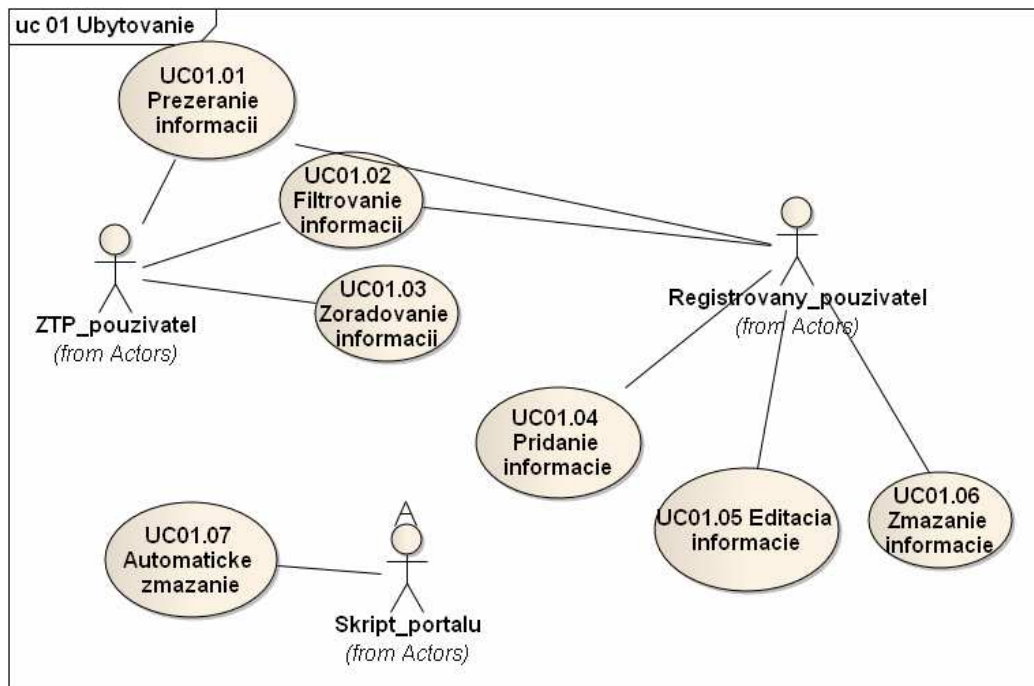 uc 01 Ubytovanie
UC01.01
Prezeranie
informacii
UC01.02
Filtrovanie
informacii
UC01.03
Zoradovanie
informacii
ZTP_pouzivatel
(from Actors)
Registrovany_pouzivatel
(from Actors)
UC01.04
Pridanie
informacie
UC01.05 Editacia
informacie
UC01.06
Zmazanie
informacie
UC01.07
Automaticke
zmazanie
Skript_portalu
(from Actors)